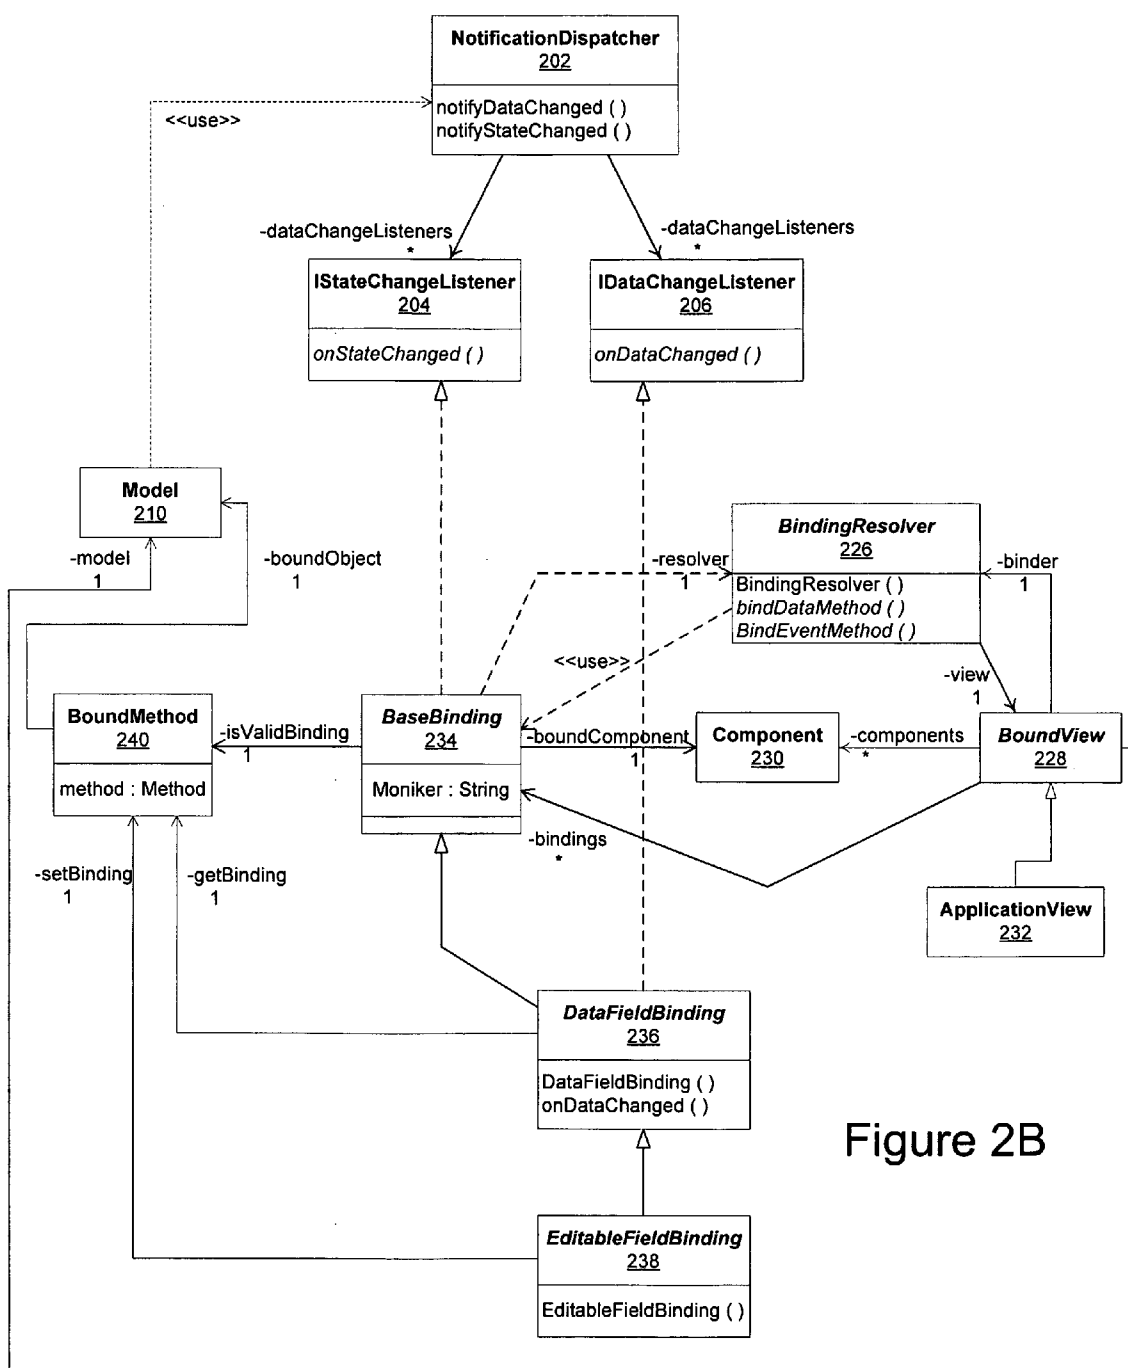 NotificationDispatcher
202
notifyDataChanged ( )
notifyStateChanged ( )
<<use>>
-dataChangeListeners
*
-dataChangeListeners
*
IStateChangeListener
204
onStateChanged ( )
IDataChangeListener
206
onDataChanged ( )
Model
210
-model
1
-boundObject
1
-resolver
1
BindingResolver
226
BindingResolver ( )
bindDataMethod ( )
BindEventMethod ( )
-binder
1
<<use>>
-view
1
BoundMethod
240
method : Method
-isValidBinding
1
BaseBinding
234
Moniker : String
-boundComponent
1
Component
230
-components
*
BoundView
228
-bindings
*
-setBinding
1
-getBinding
1
ApplicationView
232
DataFieldBinding
236
DataFieldBinding ( )
onDataChanged ( )
Figure 2B
EditableFieldBinding
238
EditableFieldBinding ( )